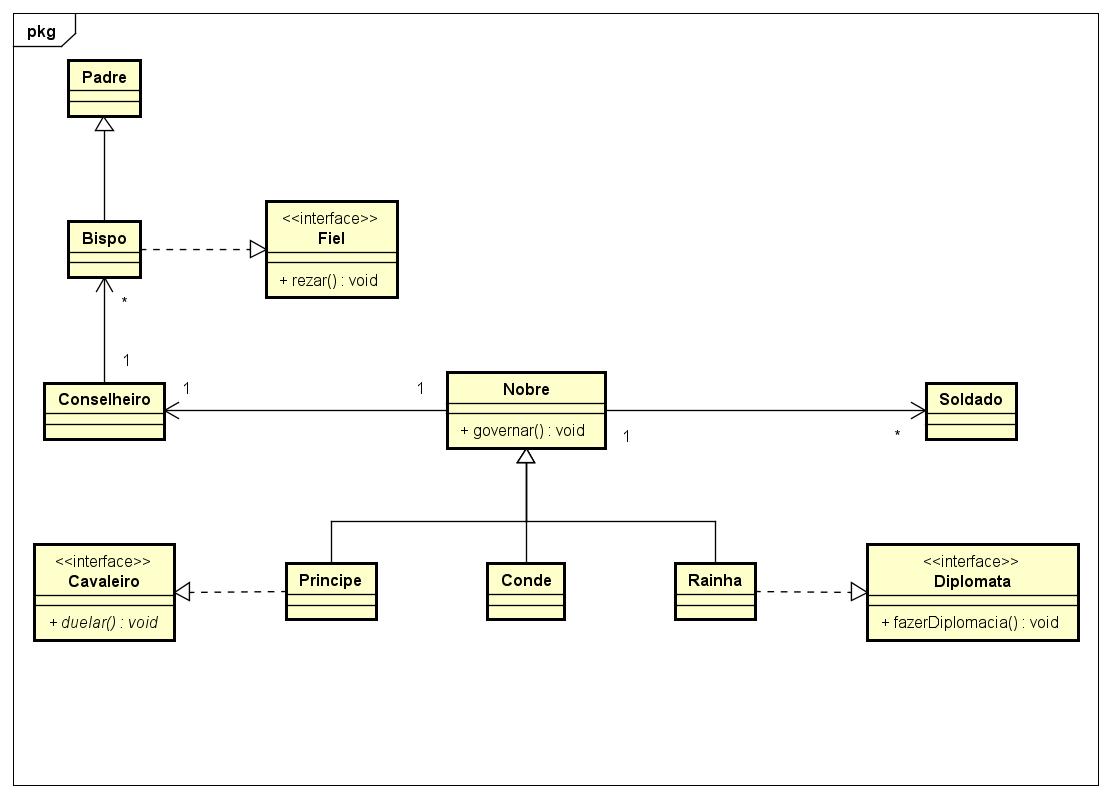 pkg
Padre
Bispo
<<interface>>
Fiel
+ rezar() : void
*
1
Conselheiro
1
1
Nobre
+ governar() : void
1
*
Soldado
<<interface>>
Cavaleiro
+ duelar() : void
Principe
Conde
Rainha
<<interface>>
Diplomata
+ fazerDiplomacia() : void